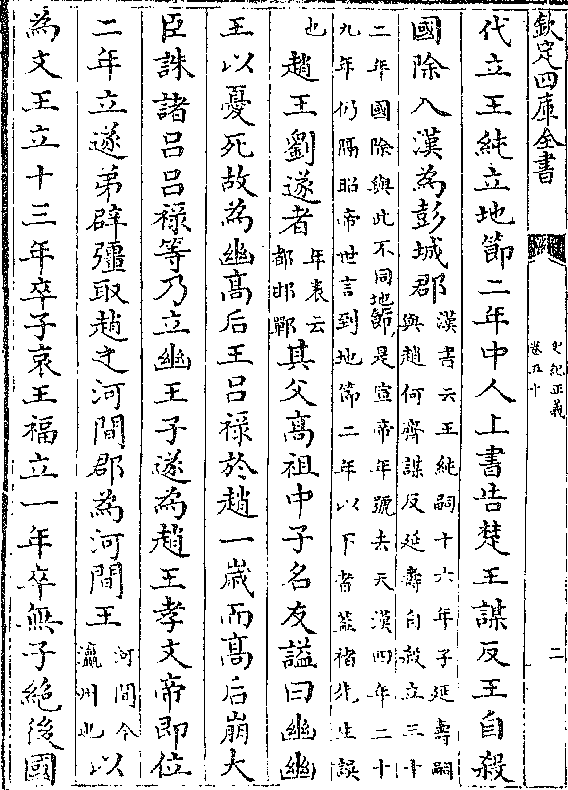 欽定四庫全書
史記正義
卷五十
二
代立王純立地節二年中人上書告楚王謀反王自殺
國除入漢為彭城郡
漢書云王純嗣十六年子延壽嗣
與趙何齊謀反延壽自殺立三十
二年國除與此不同地節是宣帝年號去天漢四年二十
九年仍隔昭帝世言到地節二年以下者蓋褚先生誤
也
趙王劉遂者
年表云
都邯鄲
其父高祖中子名友諡曰幽幽
王以憂死故為幽高后王呂祿於趙一歲而高后崩大
臣誅諸呂呂祿等乃立幽王子遂為趙王孝文帝即位
二年立遂弟辟彊取趙之河間郡為河間王
河間今
瀛州也
以
為文王立十三年卒子哀王福立一年卒無子絕後國